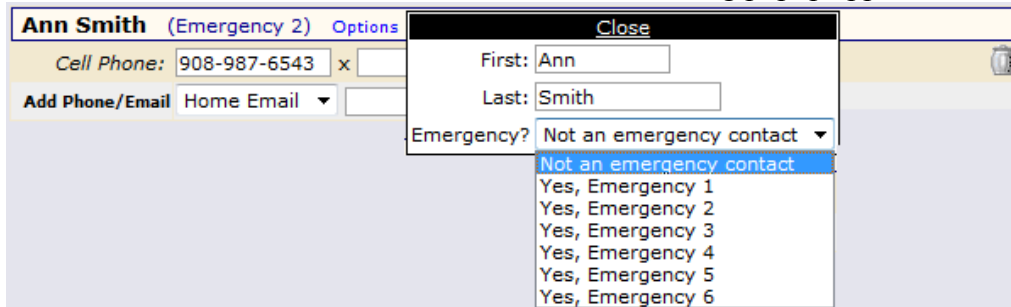 Ann Smith (Emergency 2) Options
Close
Cell Phone: 908-987-6543 x
First: Ann
Add Phone/Email Home Email
Last: Smith
Emergency? Not an emergency contact
Not an emergency contact
Yes, Emergency 1
Yes, Emergency 2
Yes, Emergency 3
Yes, Emergency 4
Yes, Emergency 5
Yes, Emergency 6